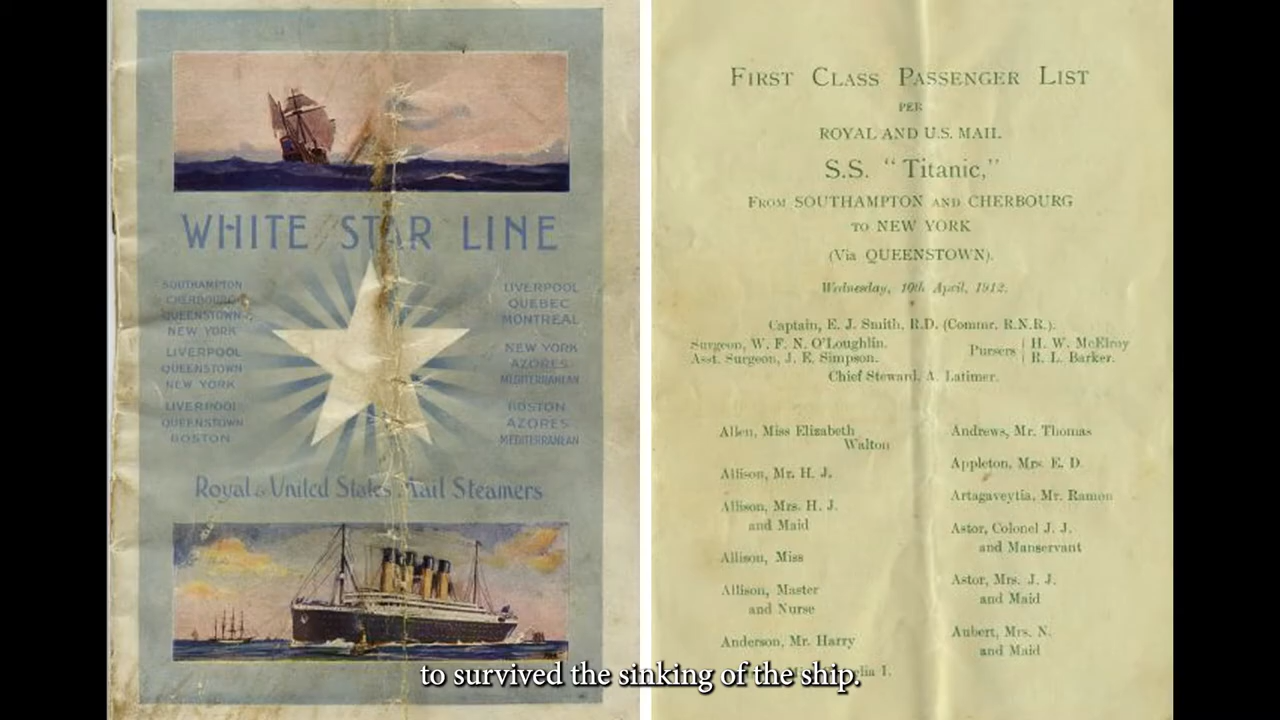 WHITE STAR LINE
SOUTHAMPTON
CHERBOURG
QUEENSTOWN
NEW YORK
LIVERPOOL
QUEENSTOWN
NEW YORK
LIVERPOOL
QUEENSTOWN
BOSTON
LIVERPOOL
QUEBEC
MONTREAL
NEW YORK
AZORES
MEDITERRANEAN
BOSTON
AZORES
MEDITERRANEAN
Royal & United States Mail Steamers
FIRST CLASS PASSENGER LIST
PER
ROYAL AND U.S. MAIL
S.S. "Titanic,"
FROM SOUTHAMPTON AND CHERBOURG
TO NEW YORK
(Via QUEENSTOWN).
Wednesday, 10th April, 1912.
Captain, E. J. Smith, R.D. (Commr. R.N.R.).
Surgeon, W. F. N. O'Loughlin.
Asst. Surgeon, J. E. Simpson.
Pursers
H. W. McElroy
R. L. Barker.
Chief Steward, A. Latimer.
Allen, Miss Elizabeth
Walton
Allison, Mr. H. J.
Allison, Mrs. H. J.
and Maid
Allison, Miss
Allison, Master
and Nurse
Anderson, Mr. Harry
Andrews, Mr. Thomas
Appleton, Mrs. E. D.
Artagaveytia, Mr. Ramon
Astor, Colonel J. J.
and Manservant
Astor, Mrs. J. J.
and Maid
Aubert, Mrs. N.
and Maid
to survived the sinking of the ship.